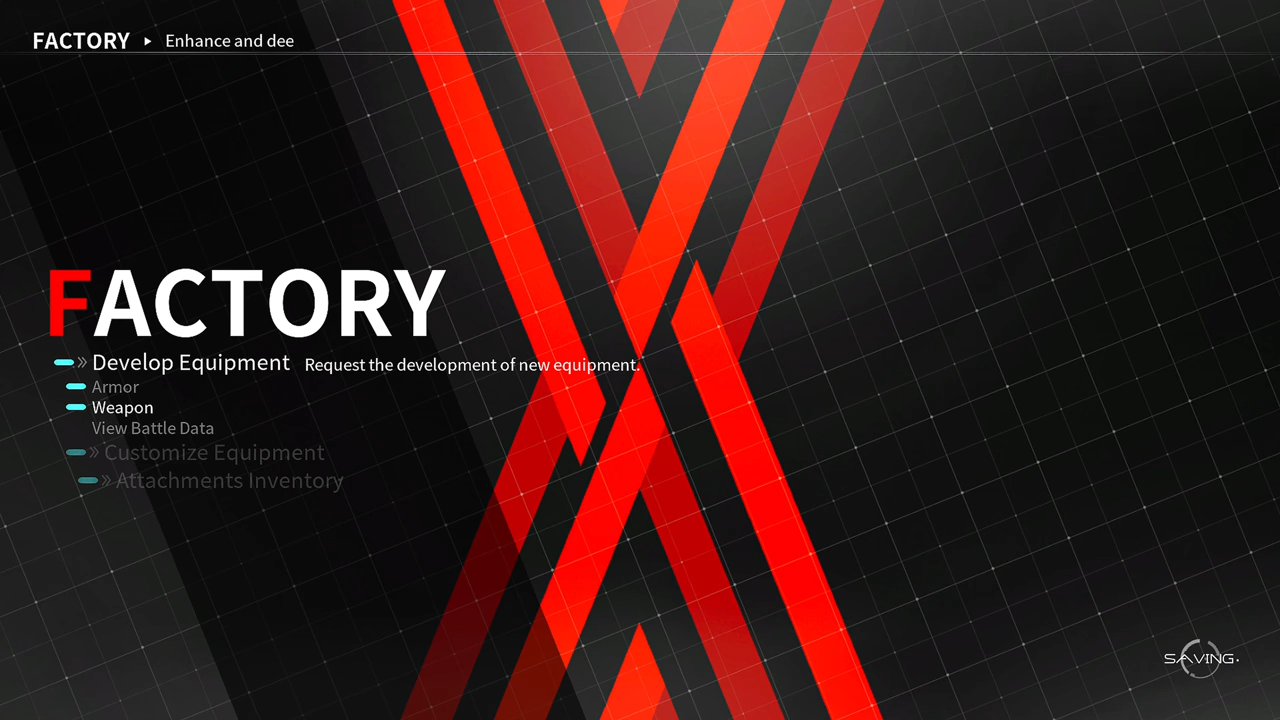 FACTORY ▸ Enhance and dee
FACTORY
» Develop Equipment Request the development of new equipment.
Armor
Weapon
View Battle Data
» Customize Equipment
» Attachments Inventory
SAVING.